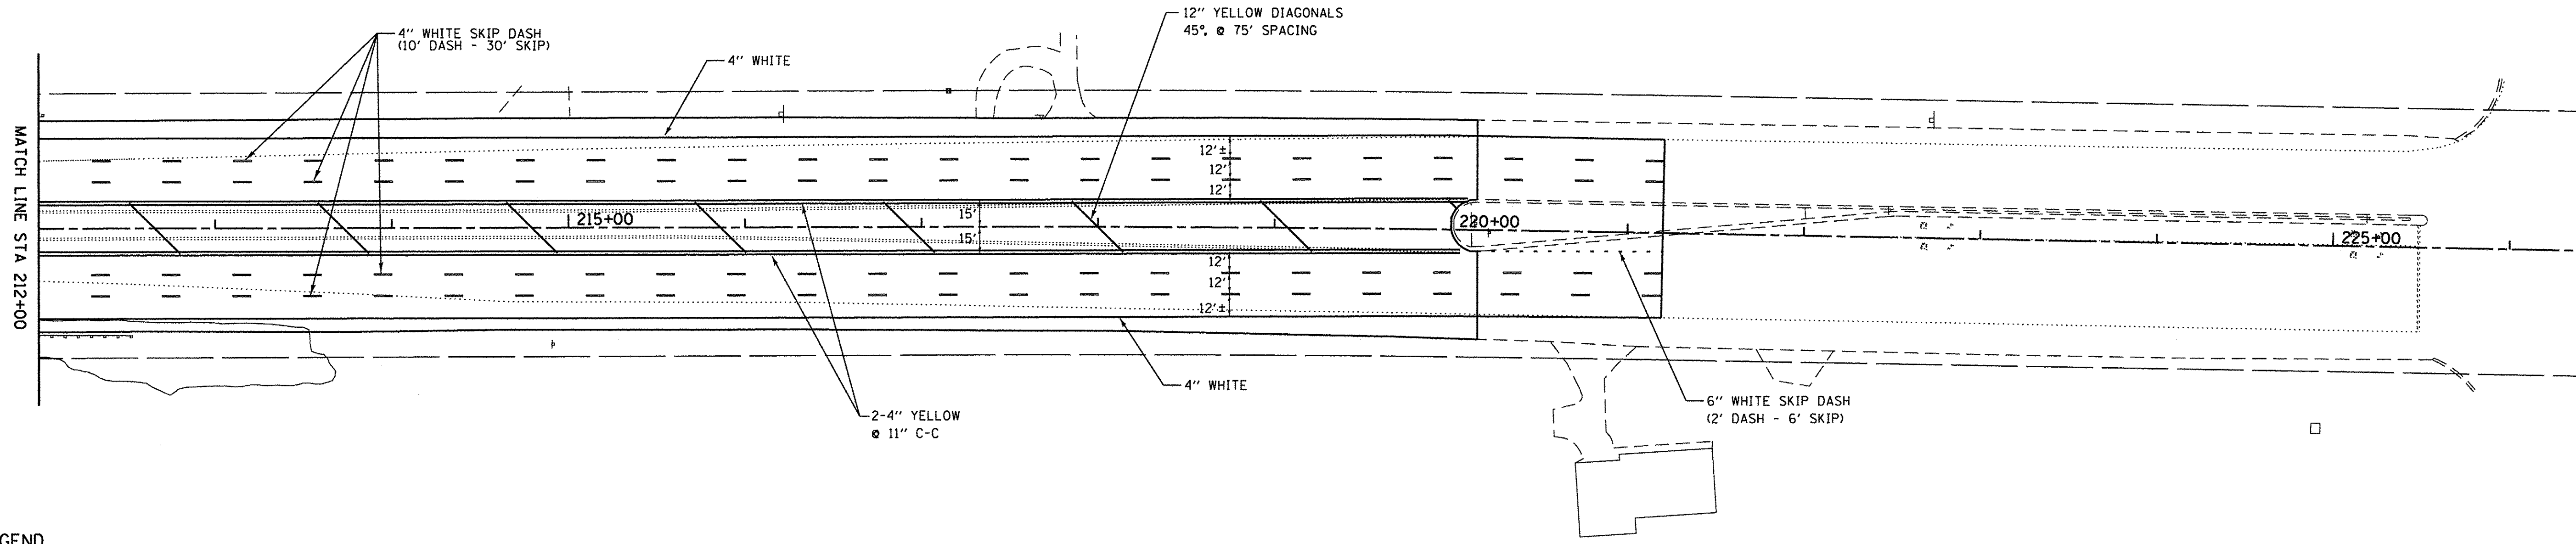 12" YELLOW DIAGONALS
45°, @ 75' SPACING
4" WHITE SKIP DASH
(10' DASH - 30' SKIP)
4" WHITE
MATCH LINE STA 212+00
12'±
12'
12'
15'
15'
215+00
220+00
225+00
12'
12'
12'±
4" WHITE
2-4" YELLOW
@ 11" C-C
6" WHITE SKIP DASH
(2' DASH - 6' SKIP)
GEND